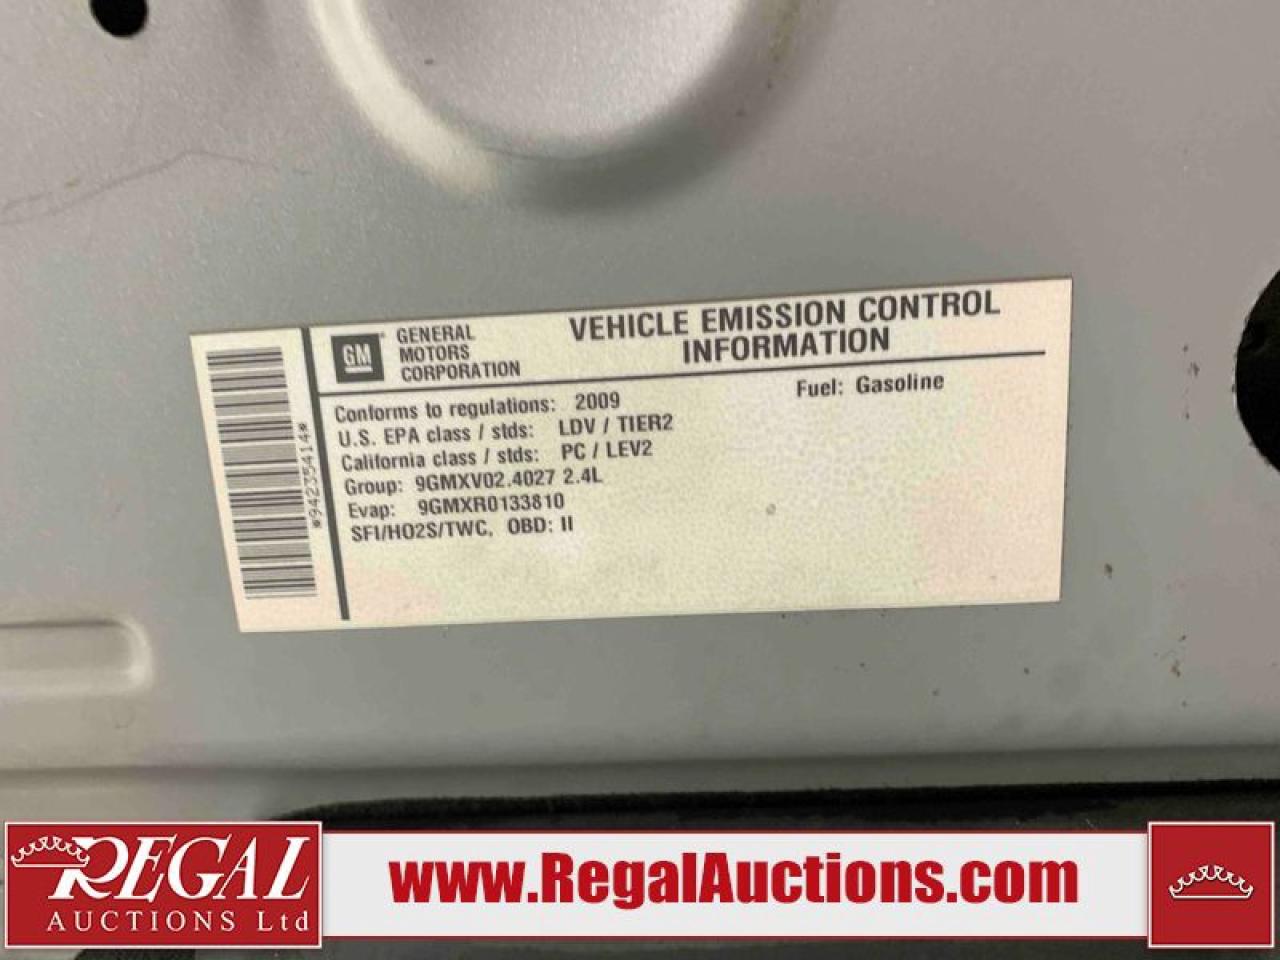 GM
GENERAL
MOTORS
CORPORATION
VEHICLE EMISSION CONTROL
INFORMATION
Fuel: Gasoline
Conforms to regulations: 2009
U.S. EPA class / stds: LDV / TIER2
California class / stds: PC / LEV2
Group: 9GMXV02.4027 2.4L
Evap: 9GMXR0133810
SFI/HO2S/TWC, OBD: II
*94235414*
REGAL
AUCTIONS Ltd
www.RegalAuctions.com